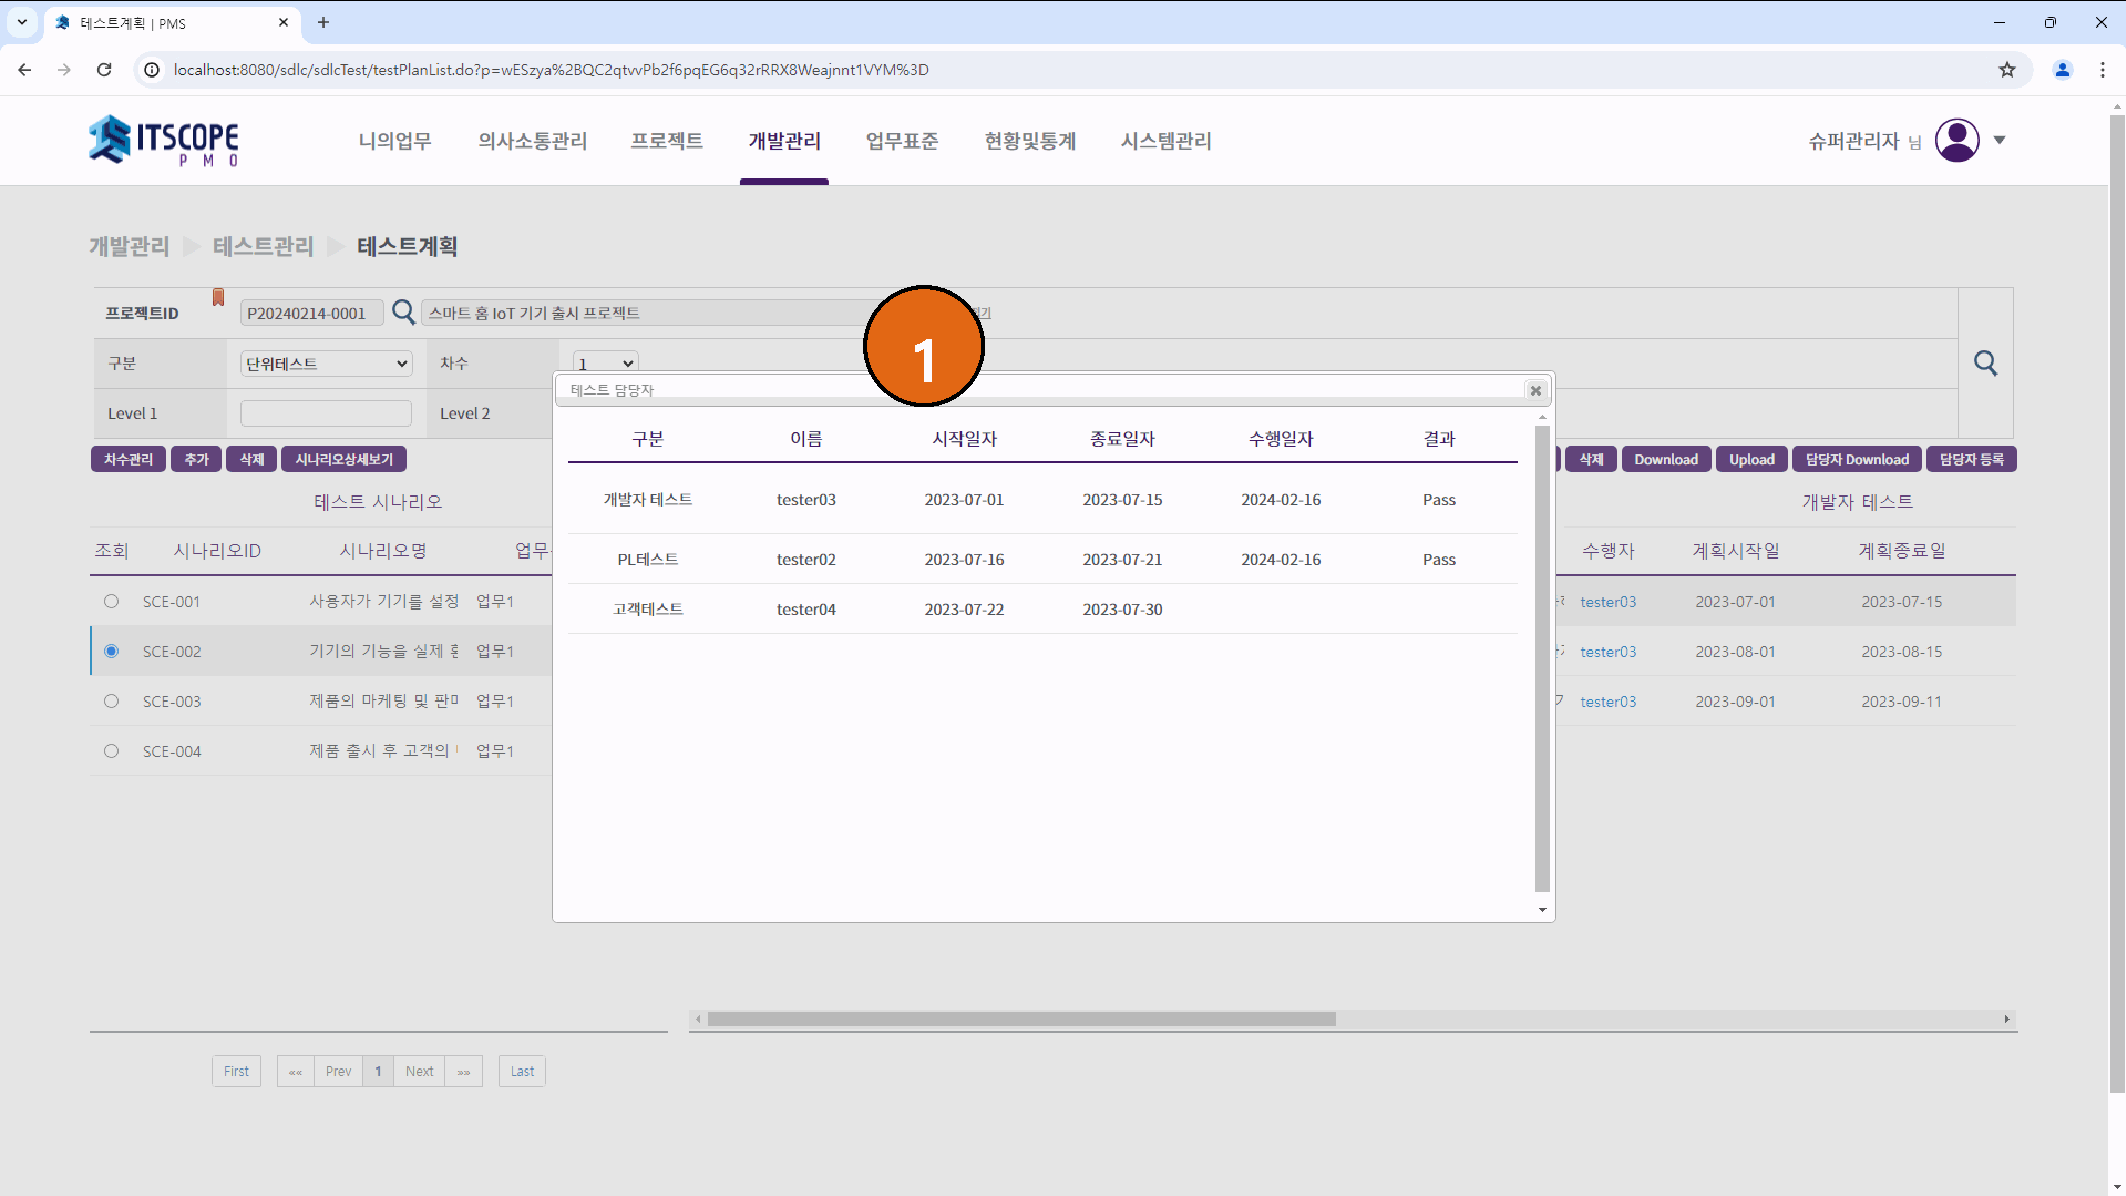 테스트계획 | PMS
localhost:8080/sdlc/sdlcTest/testPlanList.do?p=wESzya%2BQC2qtvvPb2f6pqEG6q32rRRX8Weajnnt1VYM%3D
ITSCOPE
PMO
나의업무 의사소통관리 프로젝트 개발관리 업무표준 현황및통계 시스템관리
슈퍼관리자 님
개발관리 테스트관리 테스트계획
프로젝트ID P20240214-0001 스마트 홈 IoT 기기 출시 프로젝트
구분 단위테스트 차수 1
Level 1 Level 2
1
차수관리 추가 삭제 시나리오상세보기
삭제 Download Upload 담당자 Download 담당자 등록
테스트 시나리오
조회 시나리오ID 시나리오명 업무
SCE-001 사용자가 기기를 설정 업무1
SCE-002 기기의 기능을 실제 업무1
SCE-003 제품의 마케팅 및 업무1
SCE-004 제품 출시 후 고객의 업무1
테스트 담당자
구분 이름 시작일자 종료일자 수행일자 결과
개발자 테스트 tester03 2023-07-01 2023-07-15 2024-02-16 Pass
PL테스트 tester02 2023-07-16 2023-07-21 2024-02-16 Pass
고객테스트 tester04 2023-07-22 2023-07-30
개발자 테스트
수행자 계획시작일 계획종료일
tester03 2023-07-01 2023-07-15
tester03 2023-08-01 2023-08-15
tester03 2023-09-01 2023-09-11
First «« Prev 1 Next »» Last